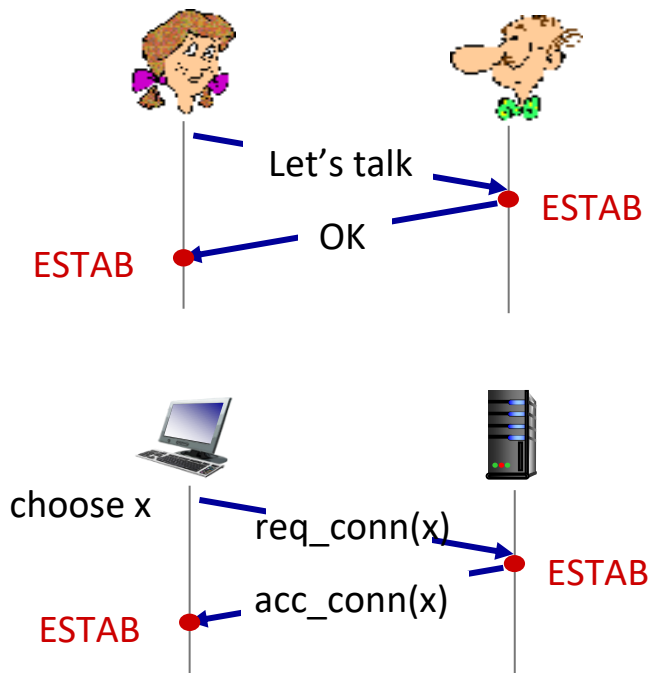 Let’s talk
ESTAB
OK
ESTAB
choose x
req_conn(x)
ESTAB
acc_conn(x)
ESTAB